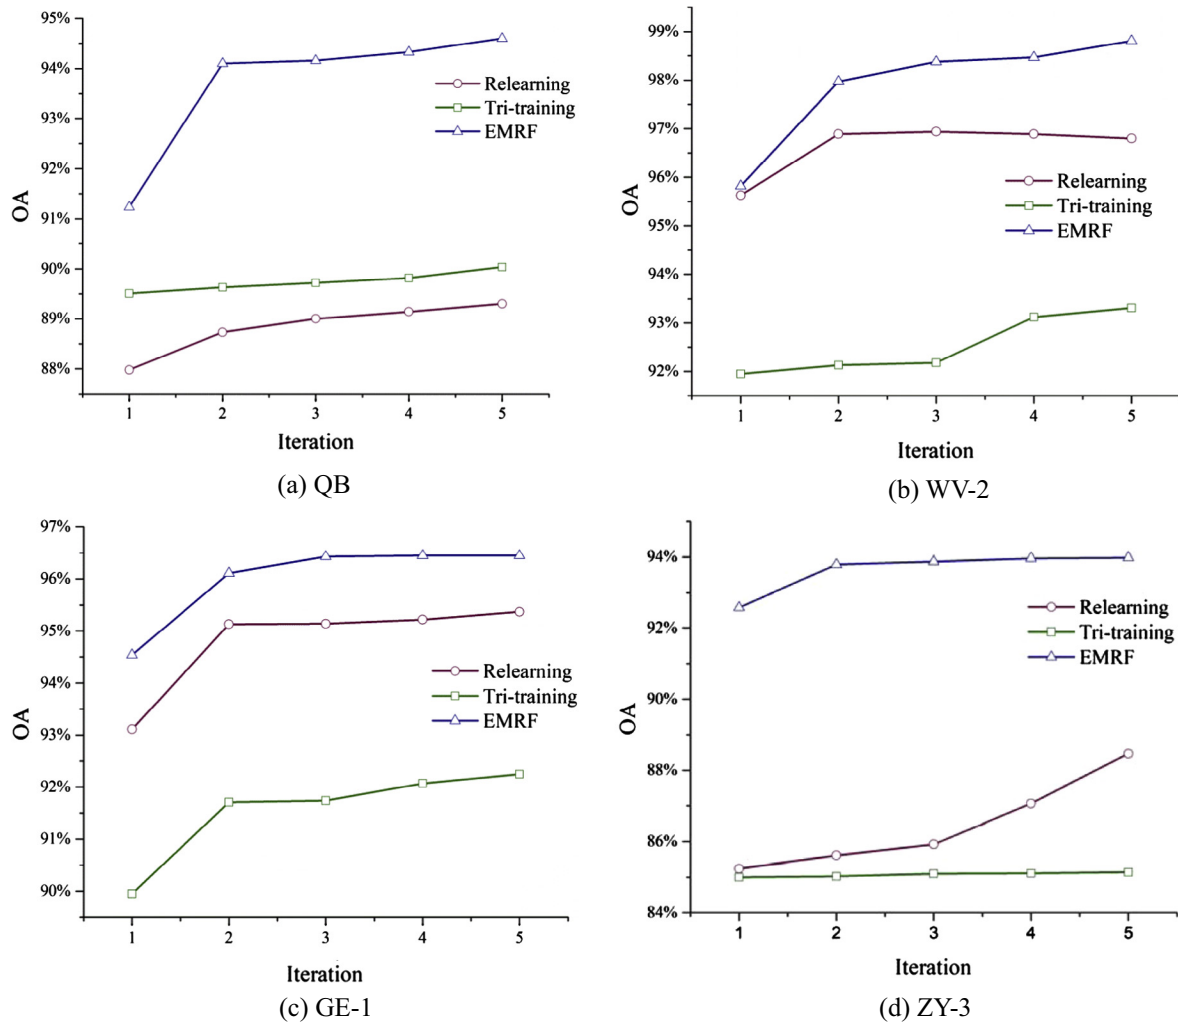 95%
94%
93%
92%
91%
90%
89%
88%
OA
Relearning
Tri-training
EMRF
1 2 3 4 5
Iteration
(a) QB
99%
98%
97%
96%
95%
94%
93%
92%
OA
Relearning
Tri-training
EMRF
1 2 3 4 5
Iteration
(b) WV-2
97%
96%
95%
94%
93%
92%
91%
90%
OA
Relearning
Tri-training
EMRF
1 2 3 4 5
Iteration
(c) GE-1
94%
92%
90%
88%
86%
84%
OA
Relearning
Tri-training
EMRF
1 2 3 4 5
Iteration
(d) ZY-3